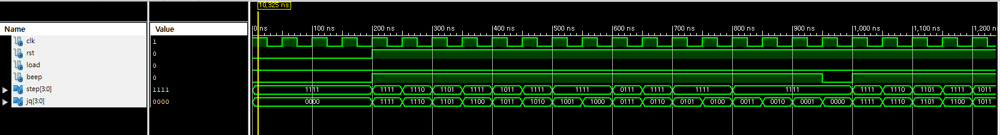 10,325 ns
Name Value
0 ns 100 ns 200 ns 300 ns 400 ns 500 ns 600 ns 700 ns 800 ns 900 ns 1,000 ns 1,100 ns 1,200 ns
clk 1
rst 0
load 0
beep 0
step[3:0] 1111 1111 1111 1110 1101 1111 1011 1111 1111 0111 1111 1111 1111 1111 1110 1101 1111 1011
jq[3:0] 0000 0000 1111 1110 1101 1100 1011 1010 1001 1000 0111 0110 0101 0100 0011 0010 0001 0000 1111 1110 1101 1100 1011